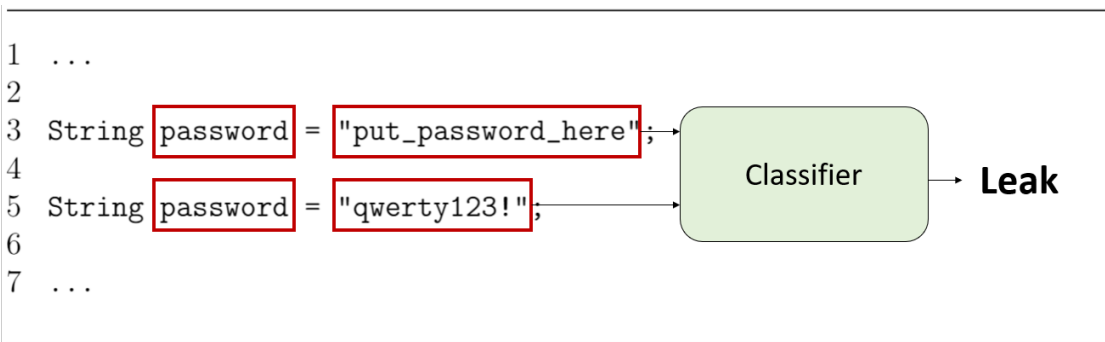 1 ...
2
3 String password = "put_password_here";
4
5 String password = "qwerty123!";
6
7 ...
Classifier
Leak